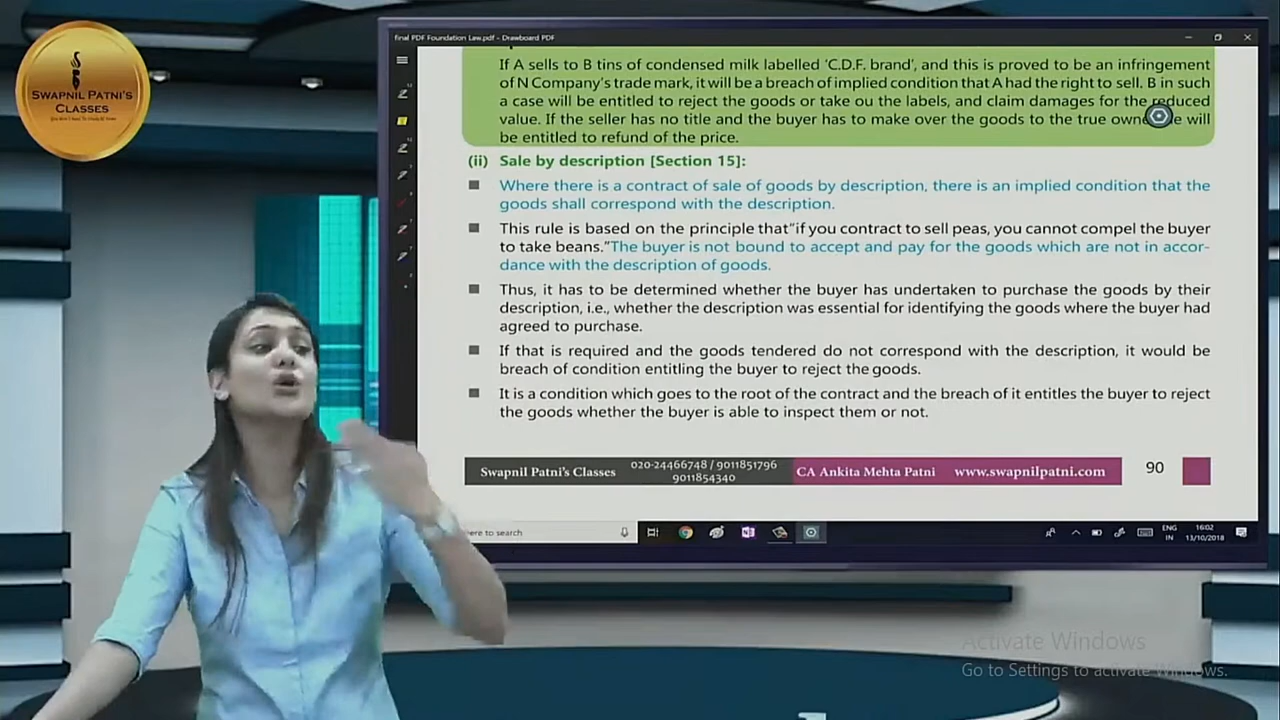 SWAPNIL PATNI'S
CLASSES
final PDF Foundation Law.pdf - Drawboard PDF
If A sells to B tins of condensed milk labelled 'C.D.F. brand', and this is proved to be an infringement
of N Company's trade mark, it will be a breach of implied condition that A had the right to sell. B in such
a case will be entitled to reject the goods or take ou the labels, and claim damages for the reduced
value. If the seller has no title and the buyer has to make over the goods to the true will
be entitled to refund of the price.
(ii) Sale by description [Section 15]:
Where there is a contract of sale of goods by description, there is an implied condition that the
goods shall correspond with the description.
This rule is based on the principle that"if you contract to sell peas, you cannot compel the buyer
to take beans."The buyer is not bound to accept and pay for the goods which are not in accor-
dance with the description of goods.
Thus, it has to be determined whether the buyer has undertaken to purchase the goods by their
description, i.e., whether the description was essential for identifying the goods where the buyer had
agreed to purchase.
If that is required and the goods tendered do not correspond with the description, it would be
breach of condition entitling the buyer to reject the goods.
It is a condition which goes to the root of the contract and the breach of it entitles the buyer to reject
the goods whether the buyer is able to inspect them or not.
Swapnil Patni's Classes 020-24466748 / 9011851796 CA Ankita Mehta Patni www.swapnilpatni.com 90
9011854340
ere to search
ENG 16:02
IN 13/10/2018
Activate Windows
Go to Settings to activate Windows.